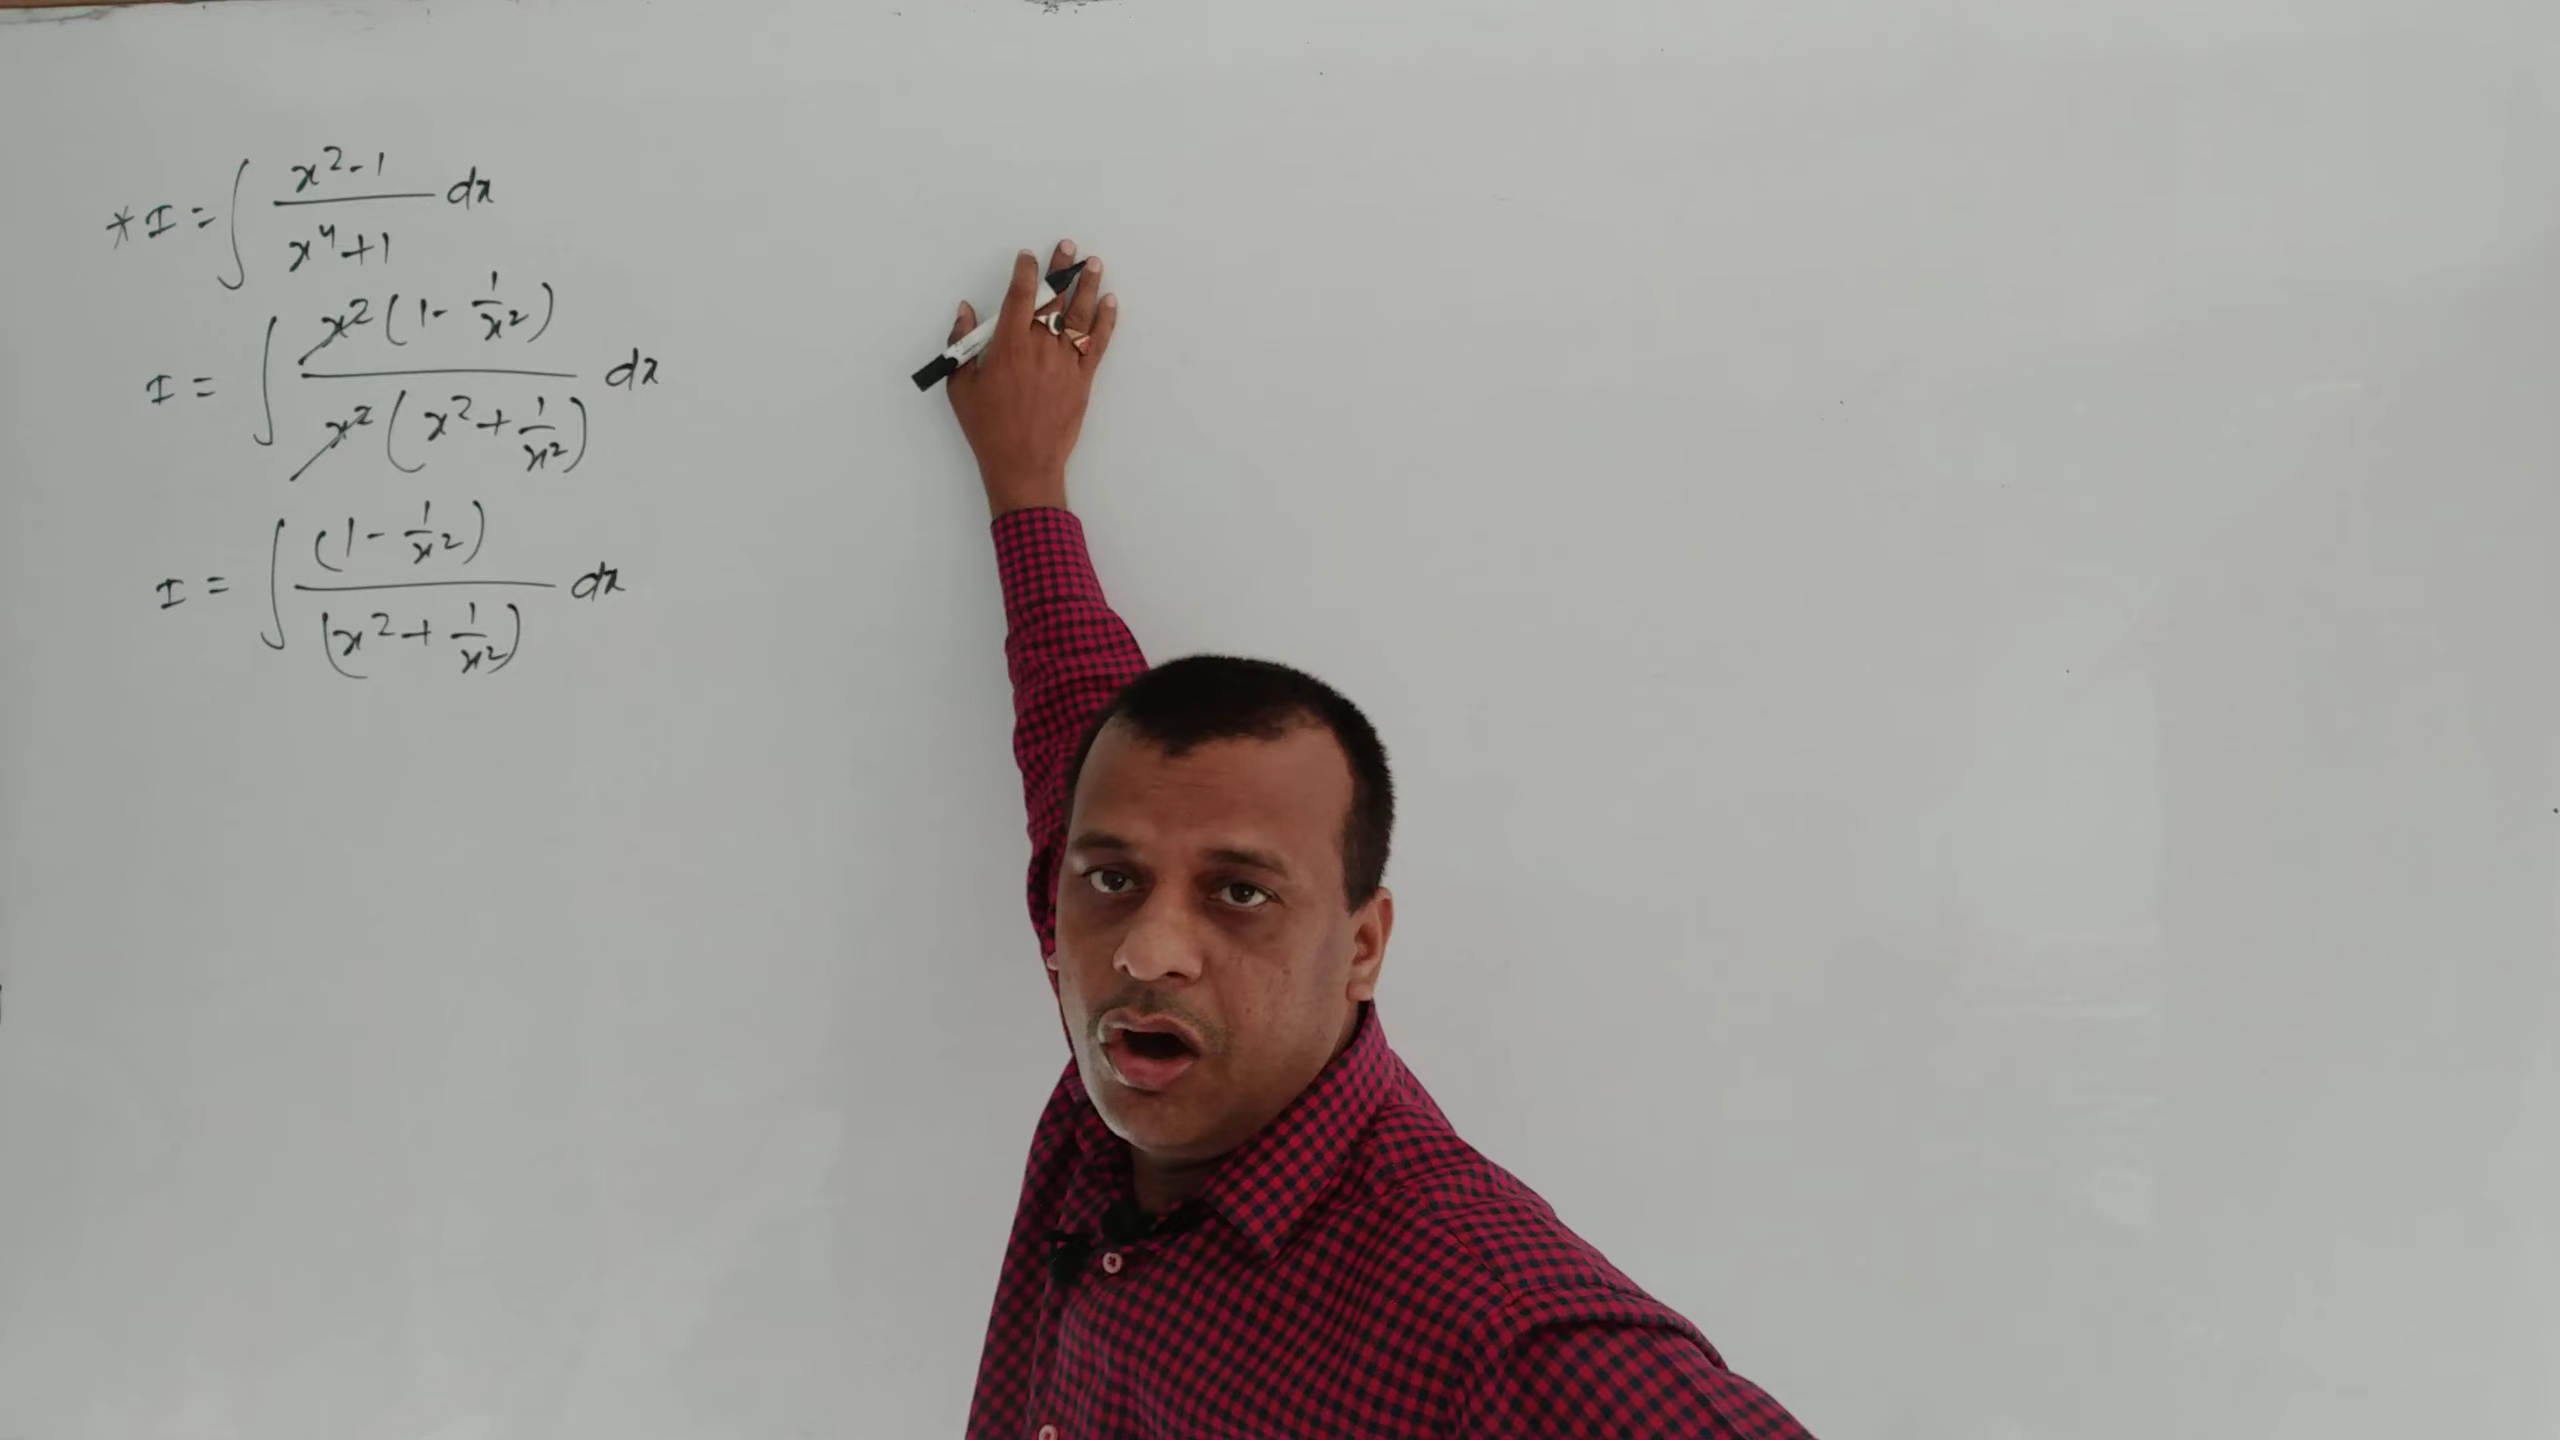 * I = ∫ (x² - 1)/(x⁴ + 1) dx
I = ∫ x²(1 - 1/x²)/x²(x² + 1/x²) dx
I = ∫ (1 - 1/x²)/(x² + 1/x²) dx